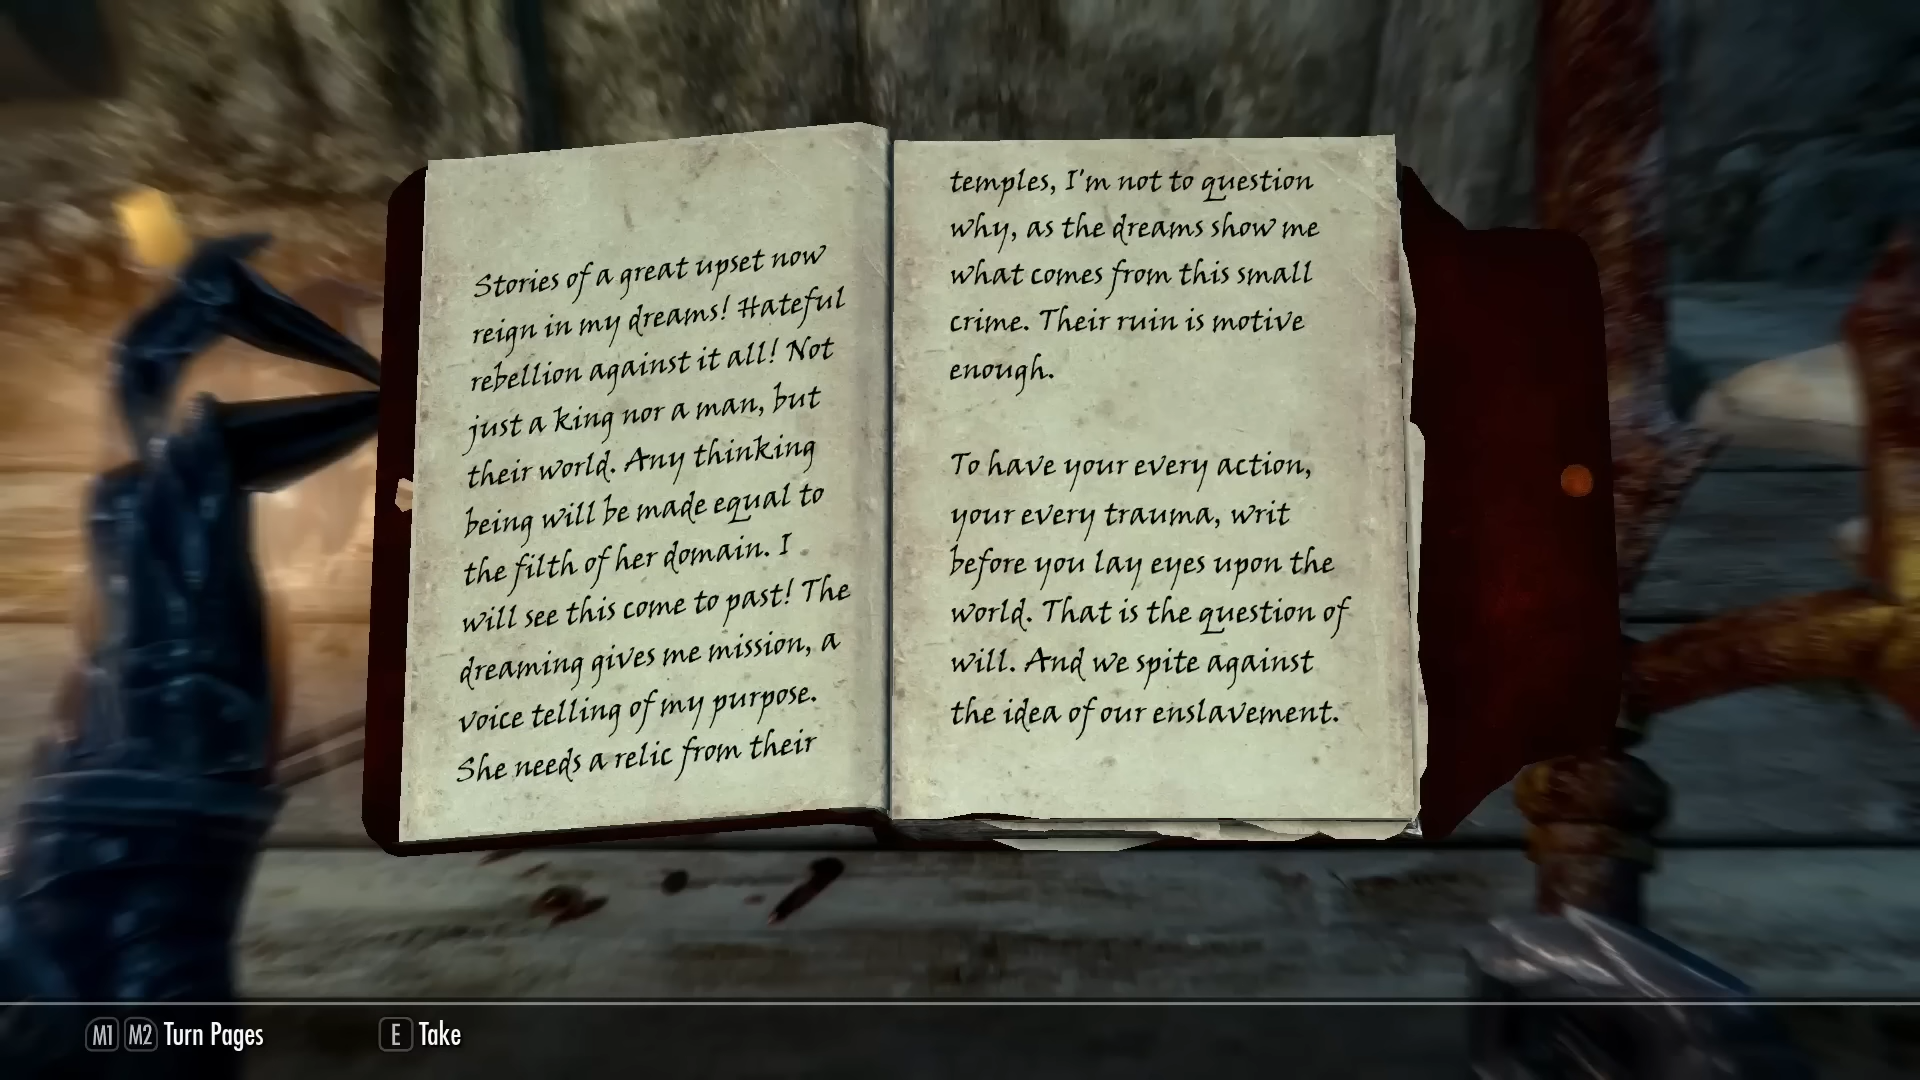 Stories of a great upset now
reign in my dreams! Hateful
rebellion against it all! Not
just a king nor a man, but
their world. Any thinking
being will be made equal to
the filth of her domain. I
will see this come to past! The
dreaming gives me mission, a
voice telling of my purpose.
She needs a relic from their
temples, I'm not to question
why, as the dreams show me
what comes from this small
crime. Their ruin is motive
enough.
To have your every action,
your every trauma, writ
before you lay eyes upon the
world. That is the question of
will. And we spite against
the idea of our enslavement.
M1 M2 Turn Pages E Take